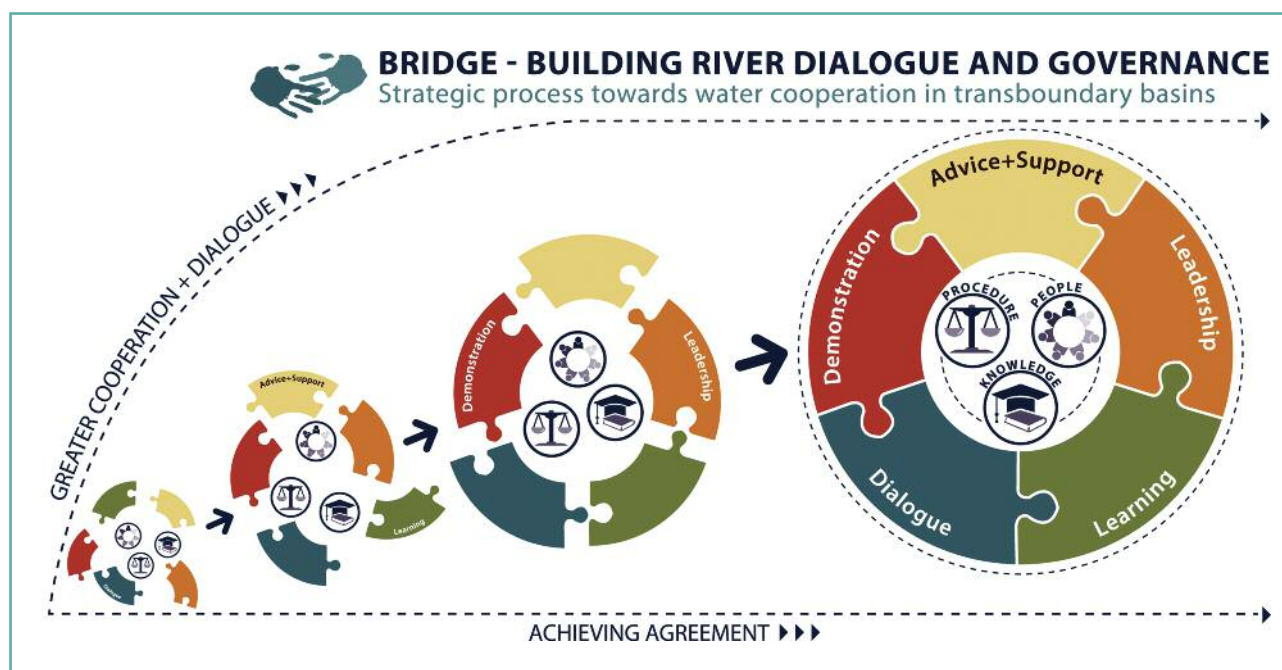 BRIDGE - BUILDING RIVER DIALOGUE AND GOVERNANCE
Strategic process towards water cooperation in transboundary basins
GREATER COOPERATION + DIALOGUE
Dialogue
Advice+Support
Learning
Demonstration
Leadership
Advice+Support
Demonstration
Leadership
PROCEDURE
PEOPLE
KNOWLEDGE
Dialogue
Learning
ACHIEVING AGREEMENT